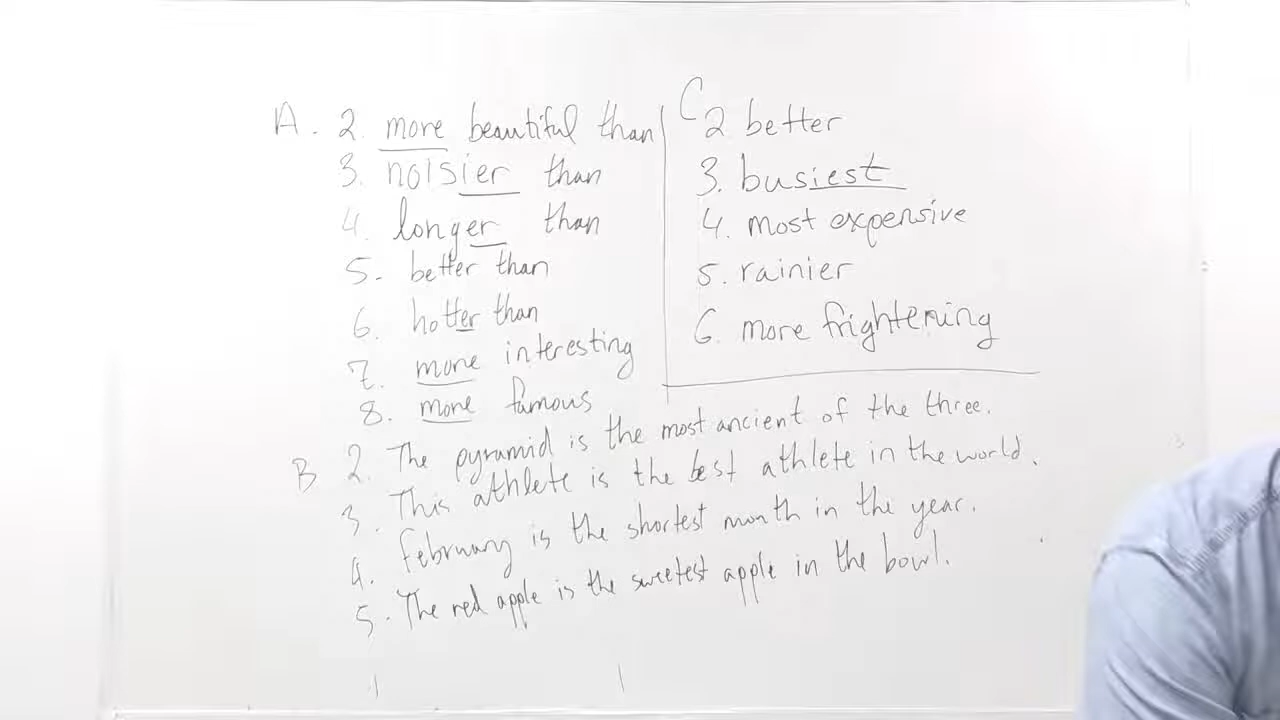 A. 2. more beautiful than
3. noisier than
4. longer than
5. better than
6. hotter than
7. more interesting
8. more famous
C 2 better
3. busiest
4. most expensive
5. rainier
6. more frightening
B 2. The pyramid is the most ancient of the three.
3. This athlete is the best athlete in the world.
4. February is the shortest month in the year.
5. The red apple is the sweetest apple in the bowl.